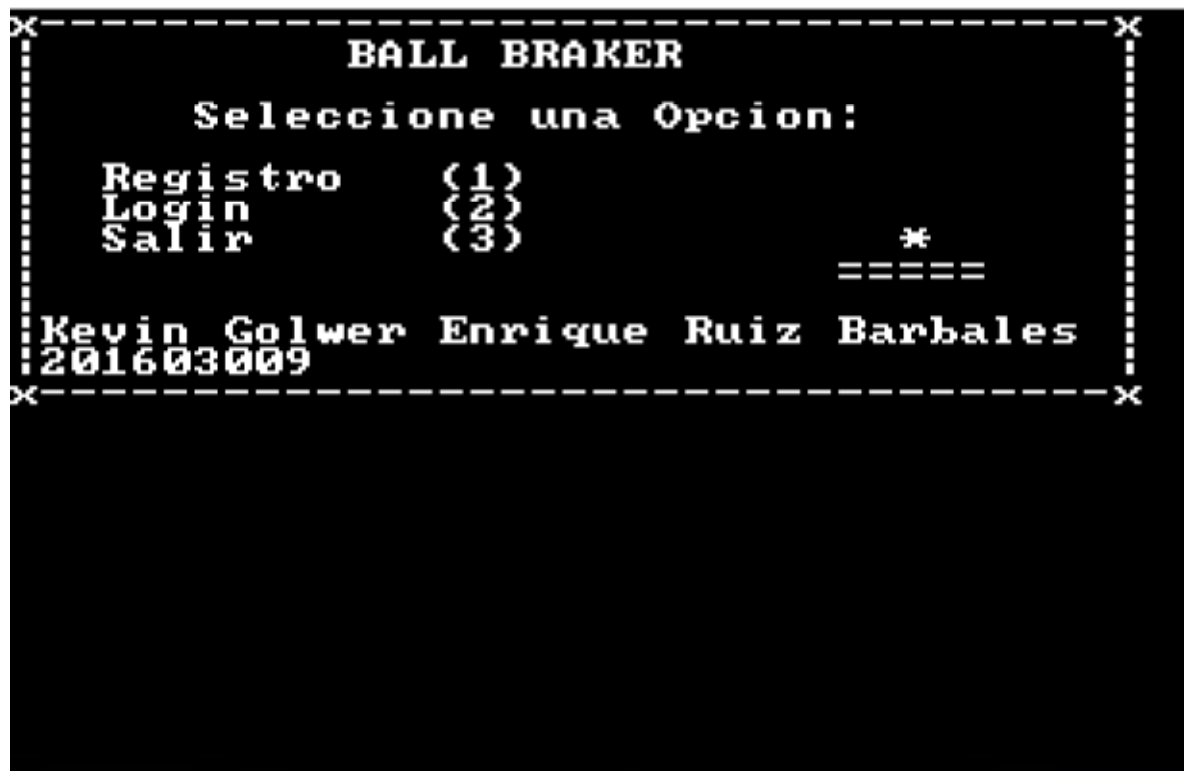 BALL BRAKER
Seleccione una Opcion:
Registro (1)
Login (2)
Salir (3)
*
=====
Kevin Golwer Enrique Ruiz Barbales
201603009